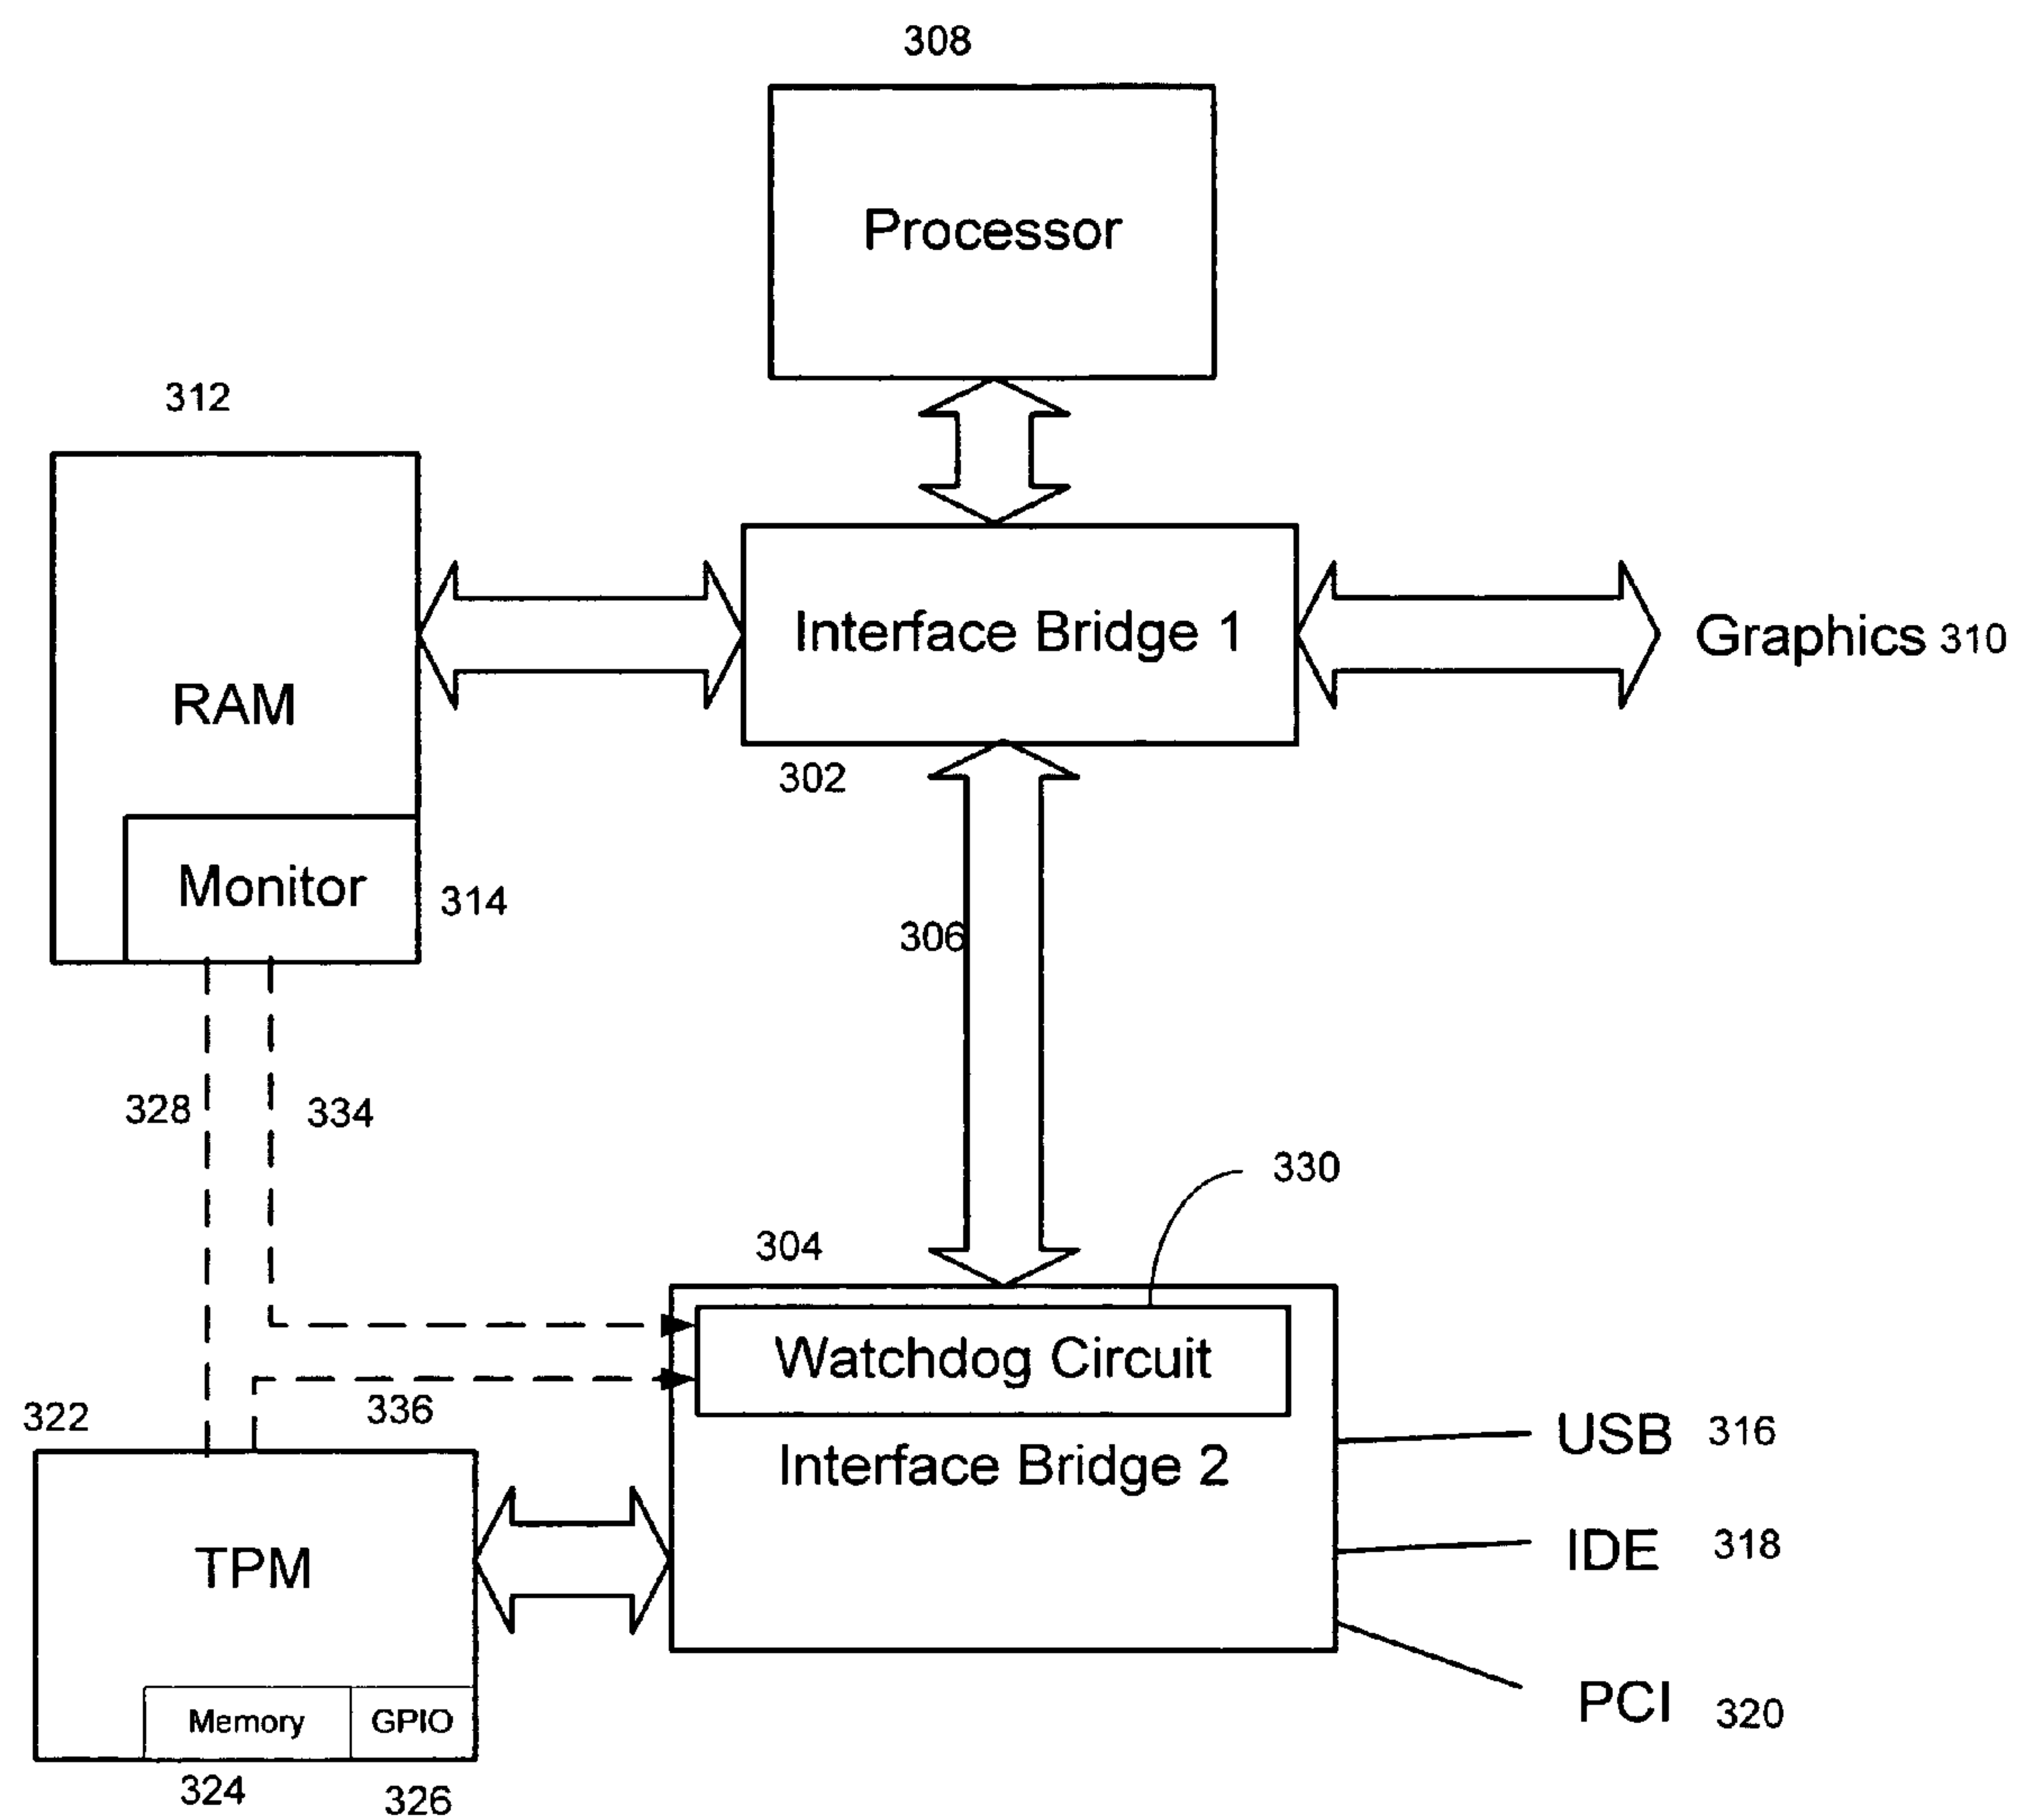 308
Processor
312
RAM
Monitor
314
Interface Bridge 1
302
Graphics 310
306
328
334
330
304
Watchdog Circuit
Interface Bridge 2
336
322
TPM
Memory
GPIO
324
326
USB 316
IDE 318
PCI 320